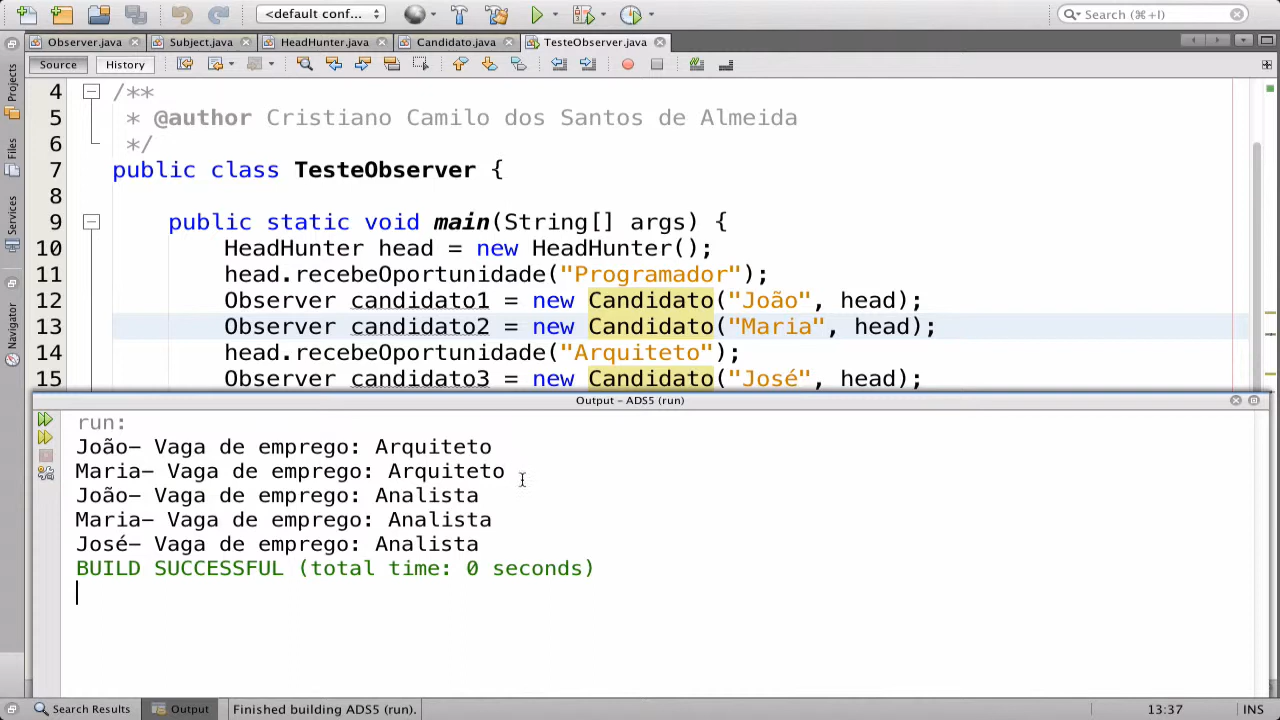 <default conf...
Search (⌘+I)
Observer.java
Subject.java
HeadHunter.java
Candidato.java
TesteObserver.java
Source
History
Projects
Files
Services
Navigator
4 /**
5 * @author Cristiano Camilo dos Santos de Almeida
6 */
7 public class TesteObserver {
8
9 public static void main(String[] args) {
10 HeadHunter head = new HeadHunter();
11 head.recebeOportunidade("Programador");
12 Observer candidato1 = new Candidato("João", head);
13 Observer candidato2 = new Candidato("Maria", head);
14 head.recebeOportunidade("Arquiteto");
15 Observer candidato3 = new Candidato("José", head);
Output - ADS5 (run)
run:
João- Vaga de emprego: Arquiteto
Maria- Vaga de emprego: Arquiteto
João- Vaga de emprego: Analista
Maria- Vaga de emprego: Analista
José- Vaga de emprego: Analista
BUILD SUCCESSFUL (total time: 0 seconds)
Search Results
Output
Finished building ADS5 (run).
13:37
INS